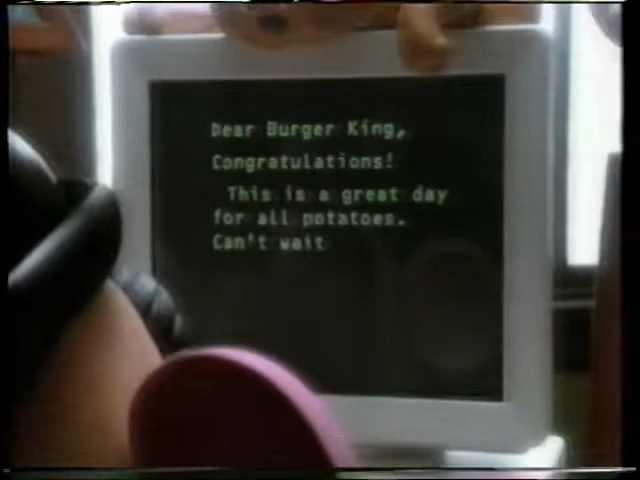 Dear Burger King,
Congratulations!
This is a great day
for all potatoes.
Can't wait